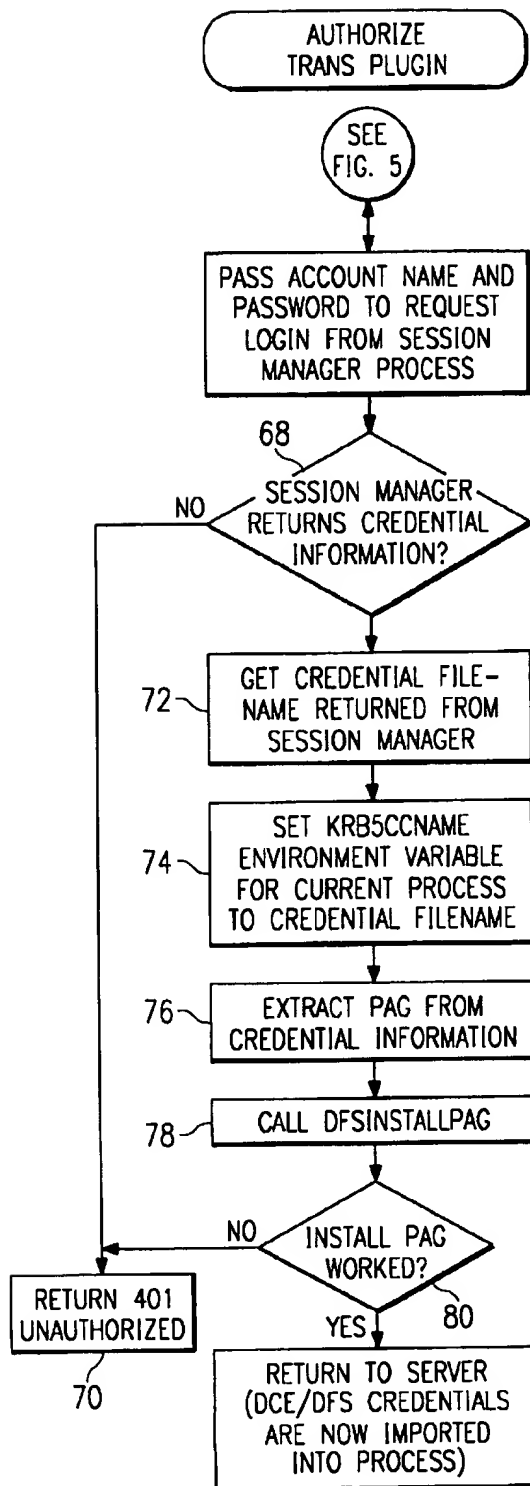 AUTHORIZE
TRANS PLUGIN
SEE
FIG. 5
PASS ACCOUNT NAME AND
PASSWORD TO REQUEST
LOGIN FROM SESSION
MANAGER PROCESS
68
SESSION MANAGER
RETURNS CREDENTIAL
INFORMATION?
NO
72
GET CREDENTIAL FILE-
NAME RETURNED FROM
SESSION MANAGER
74
SET KRB5CCNAME
ENVIRONMENT VARIABLE
FOR CURRENT PROCESS
TO CREDENTIAL FILENAME
76
EXTRACT PAG FROM
CREDENTIAL INFORMATION
78
CALL DFSINSTALLPAG
NO
INSTALL PAG
WORKED?
80
YES
RETURN 401
UNAUTHORIZED
70
RETURN TO SERVER
(DCE/DFS CREDENTIALS
ARE NOW IMPORTED
INTO PROCESS)